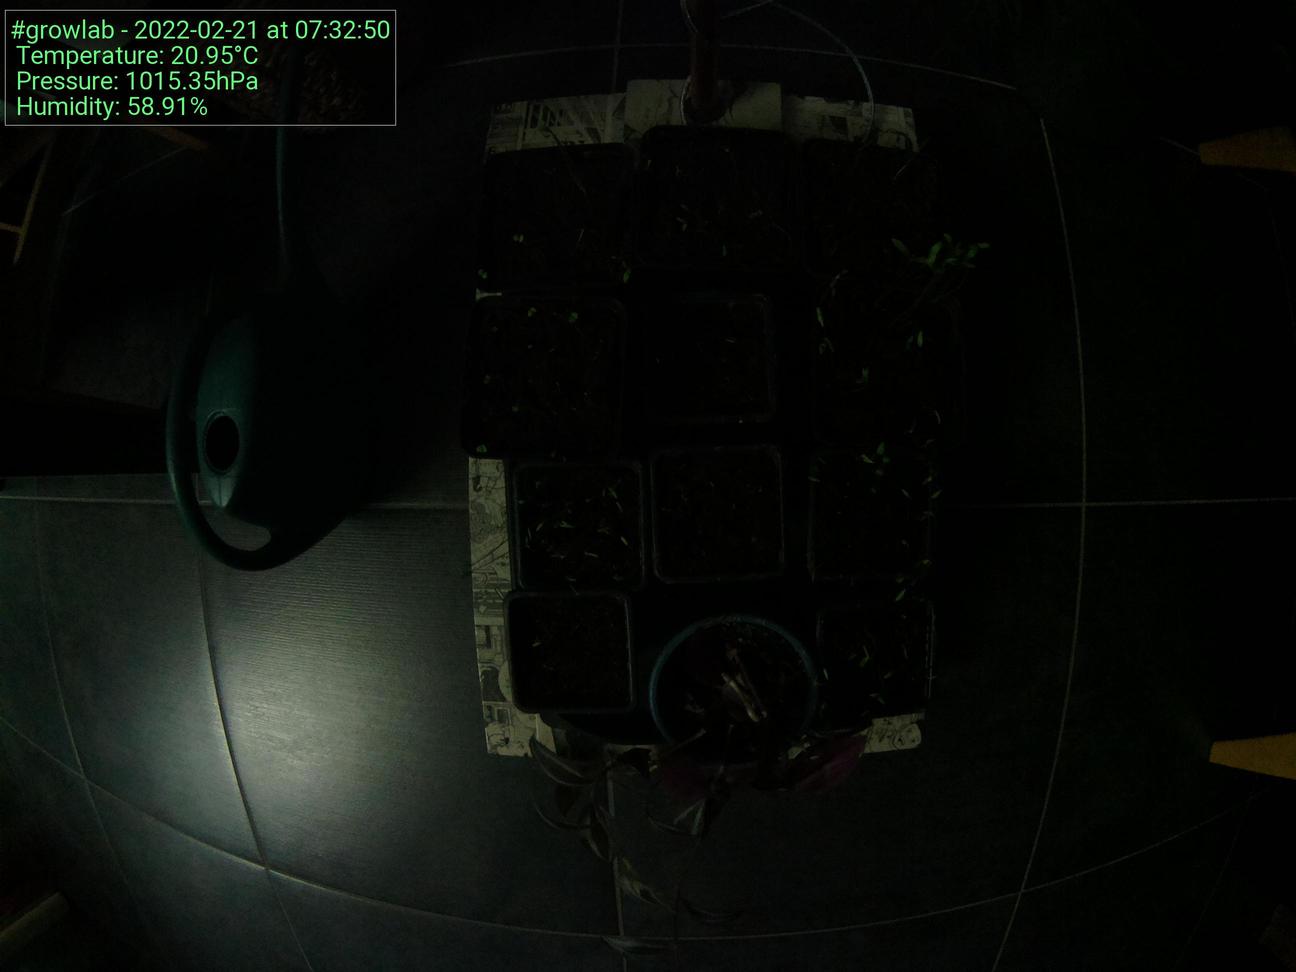 #growlab - 2022-02-21 at 07:32:50
Temperature: 20.95°C
Pressure: 1015.35hPa
Humidity: 58.91%